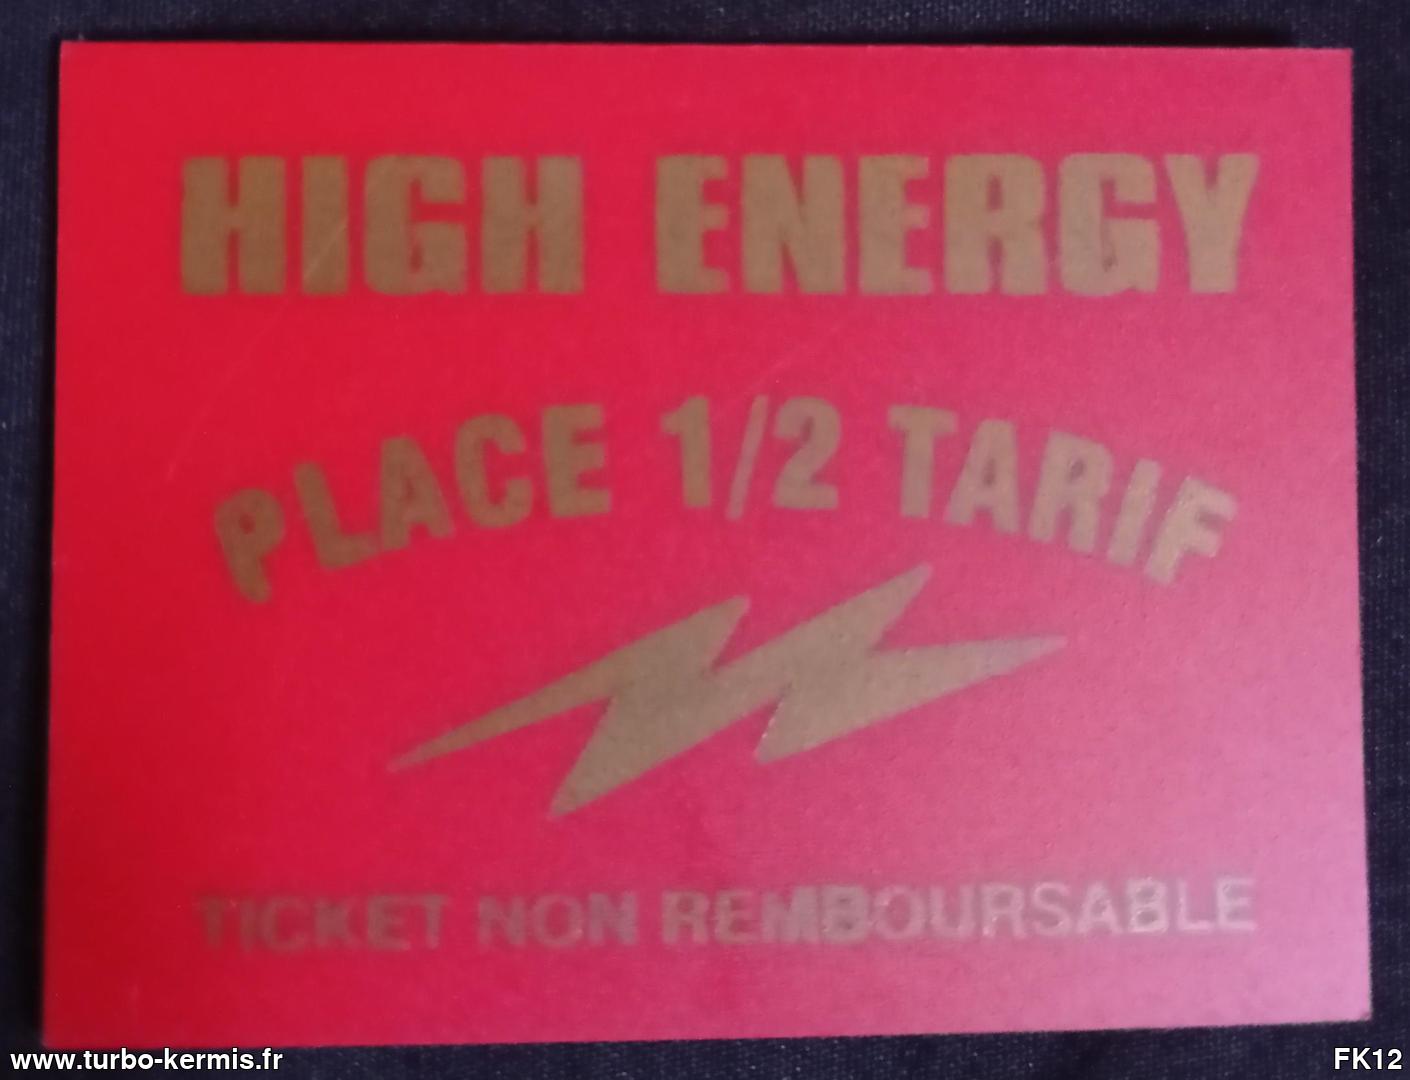 HIGH ENERGY
PLACE 1/2 TARIF
TICKET NON REMBOURSABLE
www.turbo-kermis.fr
FK12